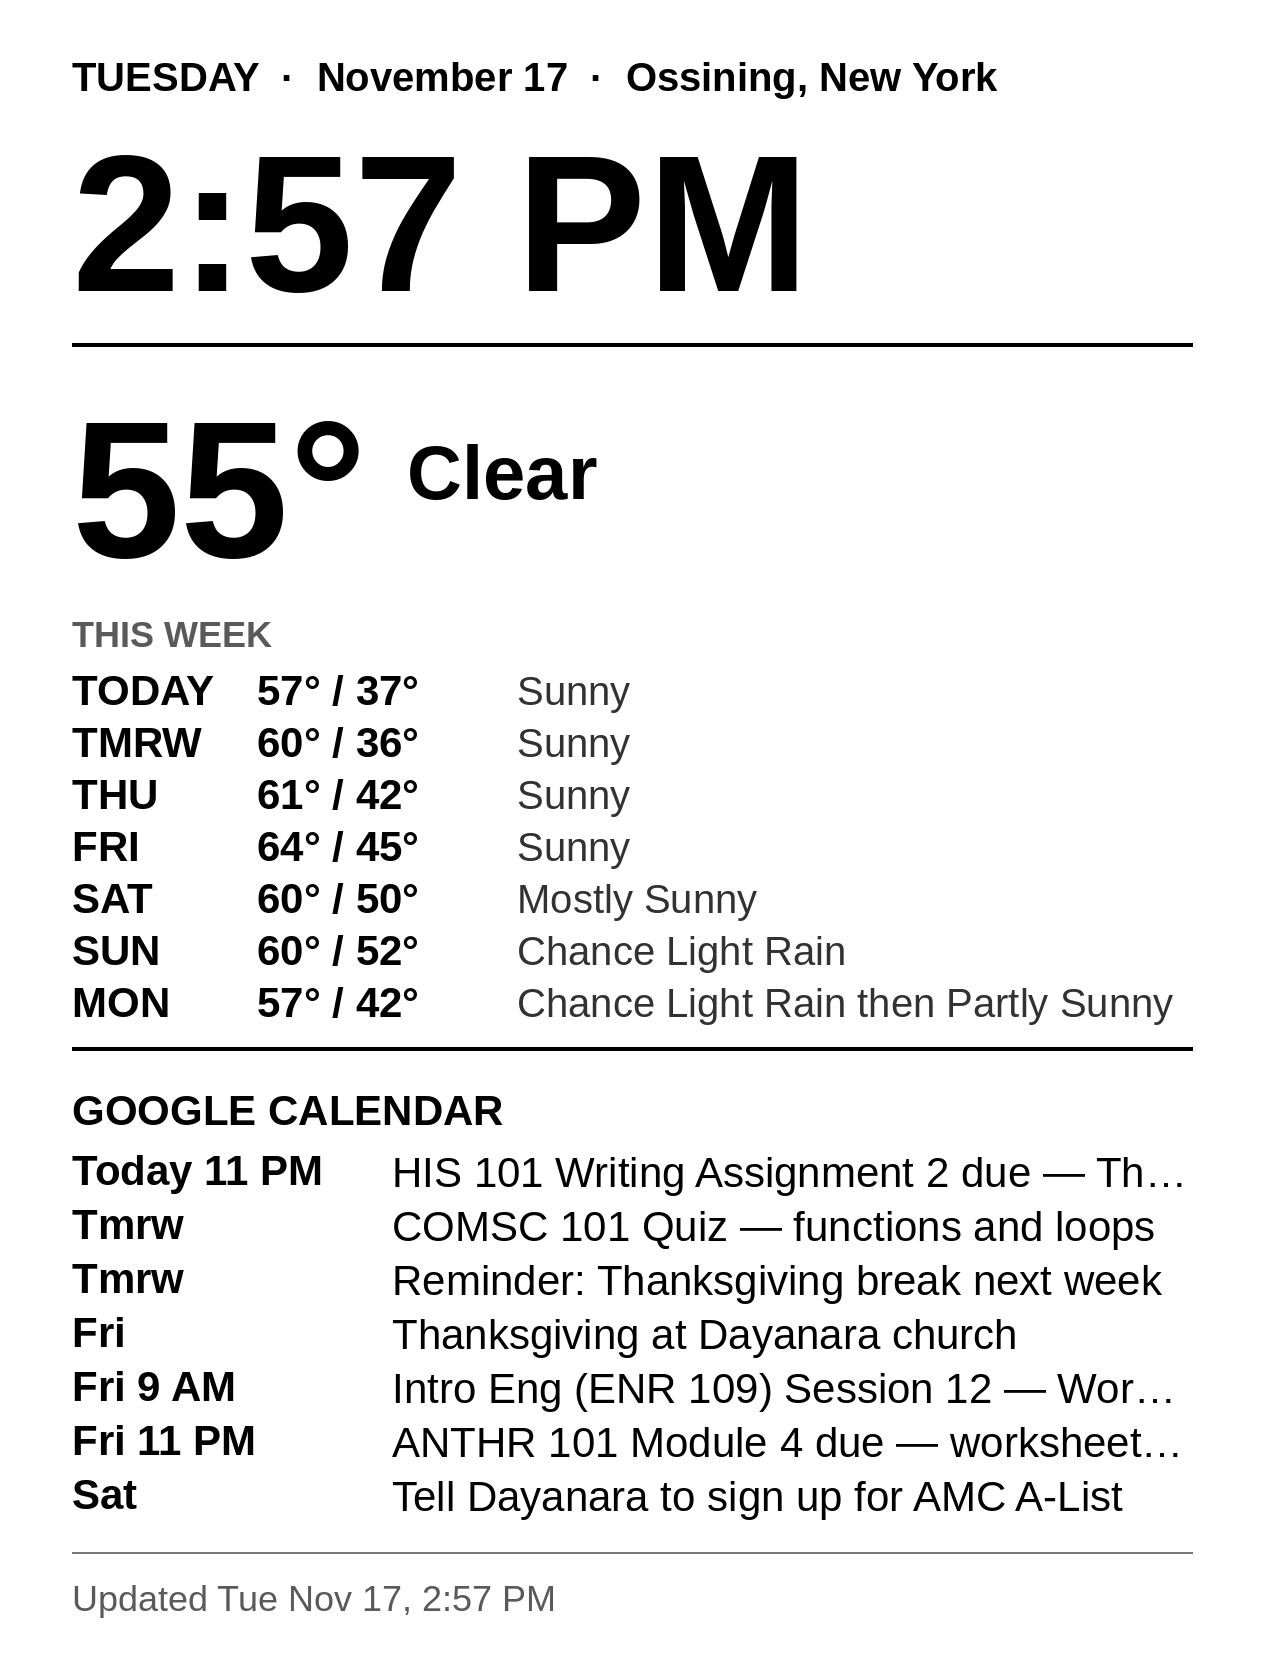 TUESDAY · November 17 · Ossining, New York
2:57 PM
55° Clear
THIS WEEK
TODAY 57° / 37° Sunny
TMRW 60° / 36° Sunny
THU 61° / 42° Sunny
FRI 64° / 45° Sunny
SAT 60° / 50° Mostly Sunny
SUN 60° / 52° Chance Light Rain
MON 57° / 42° Chance Light Rain then Partly Sunny
GOOGLE CALENDAR
Today 11 PM HIS 101 Writing Assignment 2 due — Th…
Tmrw COMSC 101 Quiz — functions and loops
Tmrw Reminder: Thanksgiving break next week
Fri Thanksgiving at Dayanara church
Fri 9 AM Intro Eng (ENR 109) Session 12 — Wor…
Fri 11 PM ANTHR 101 Module 4 due — worksheet…
Sat Tell Dayanara to sign up for AMC A-List
Updated Tue Nov 17, 2:57 PM